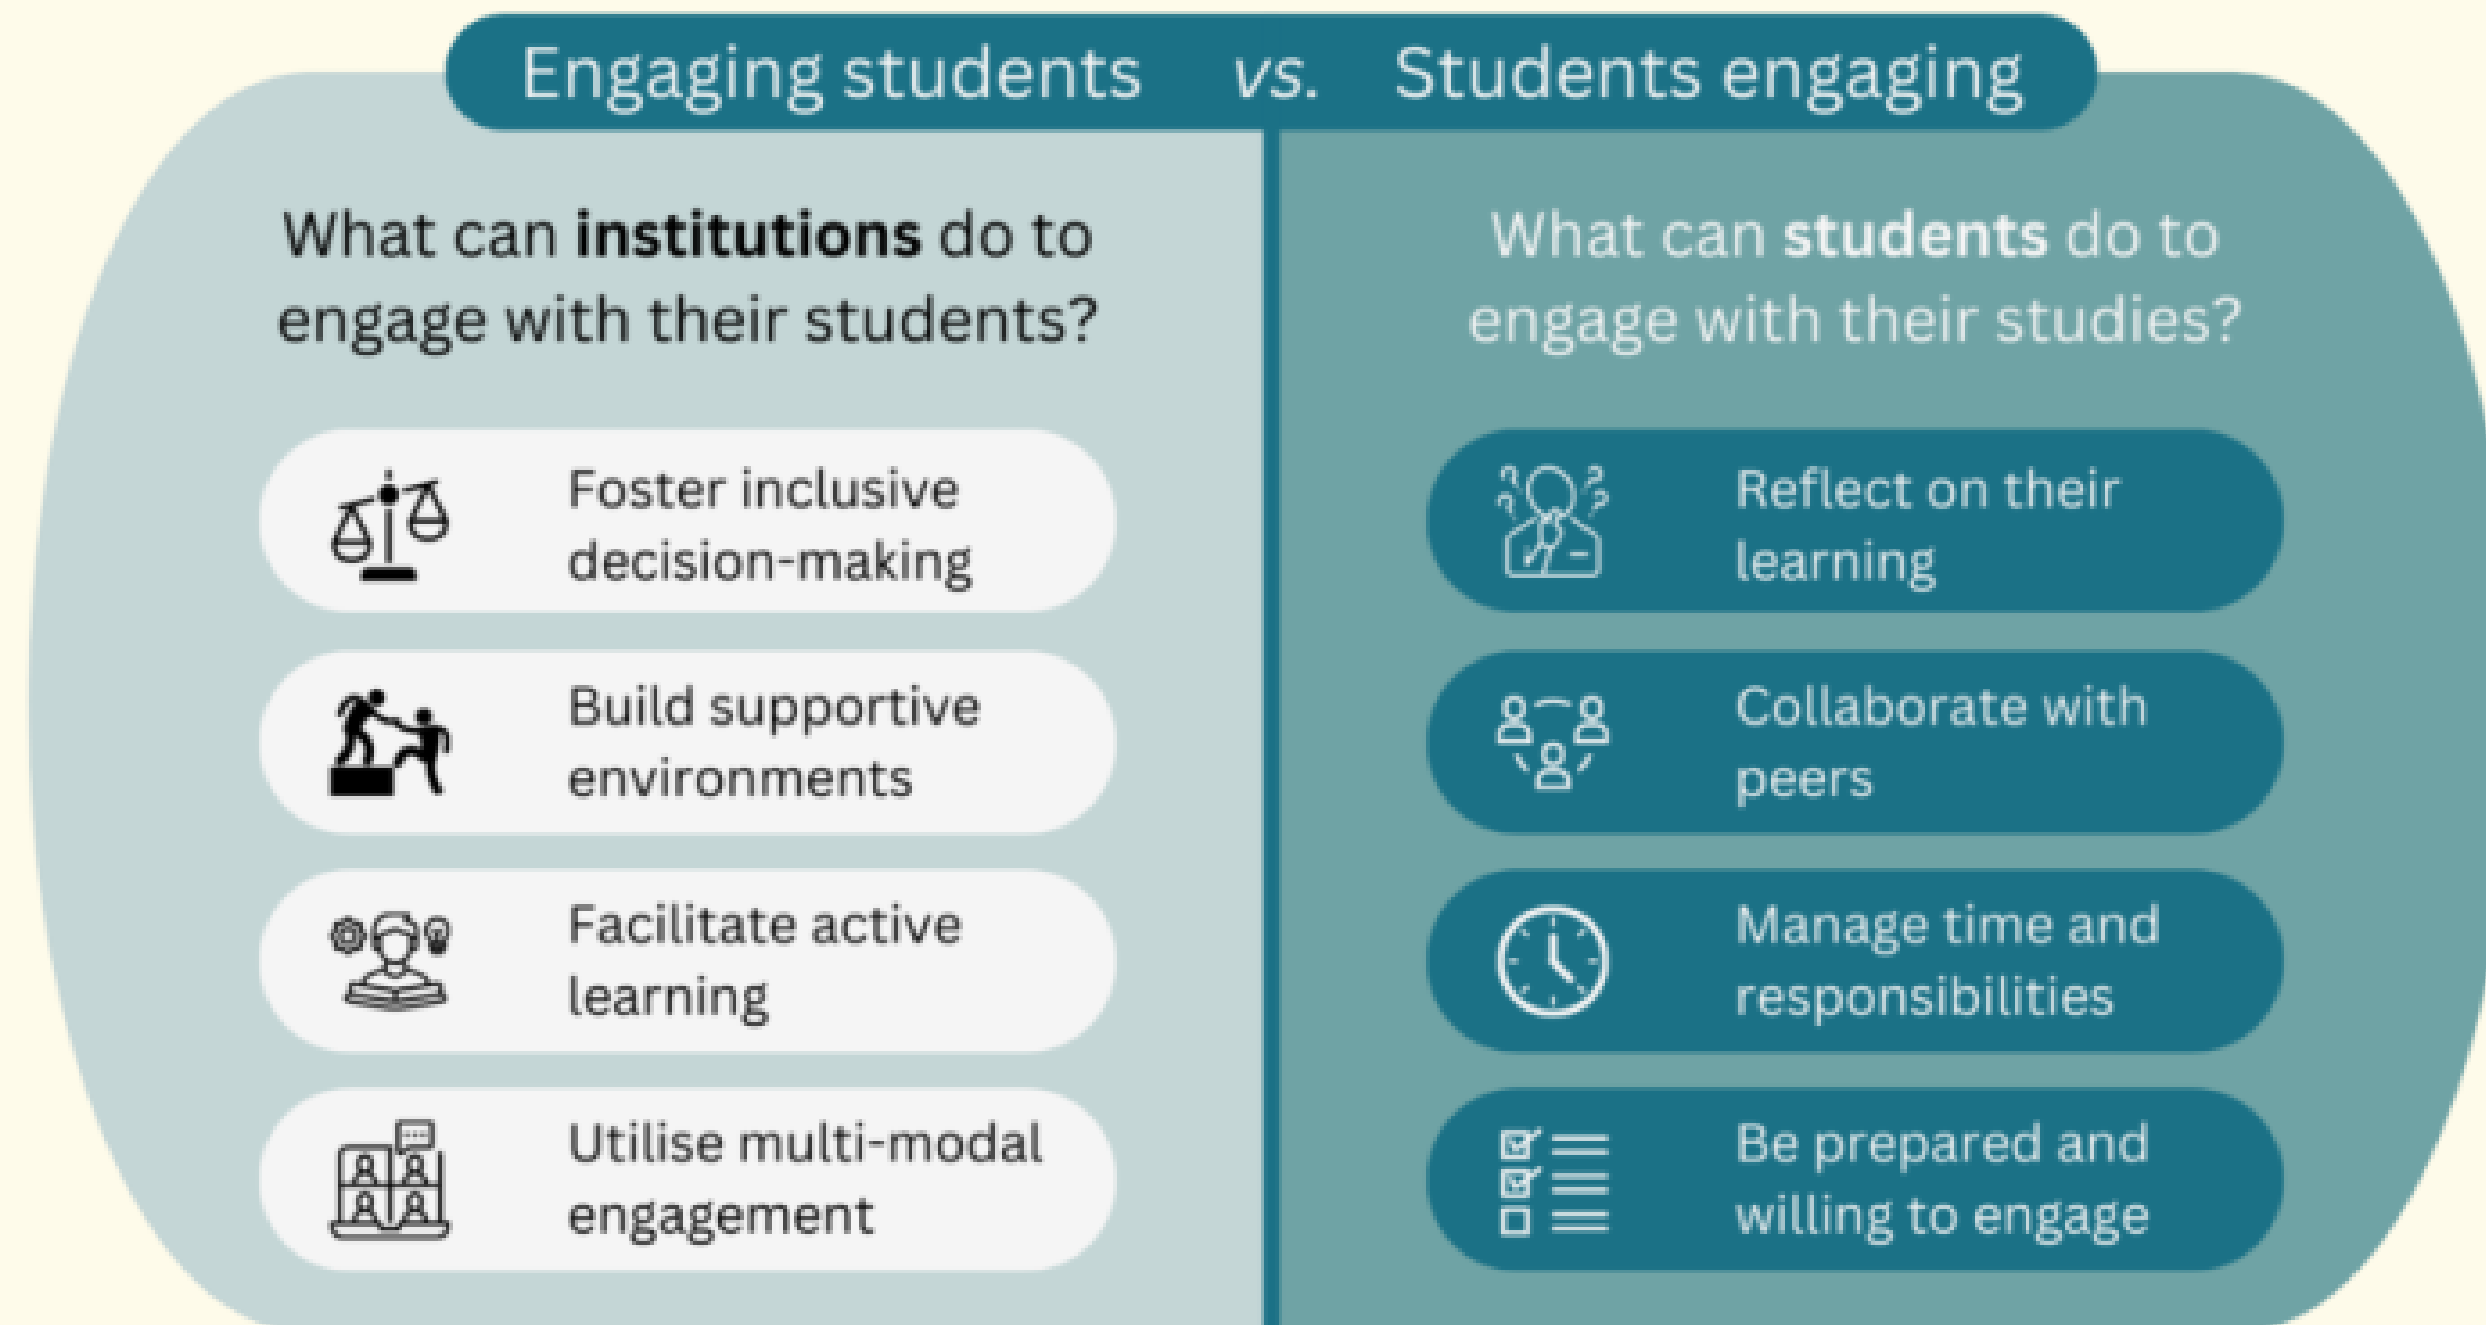 Engaging students vs. Students engaging
What can institutions do to
engage with their students?
Foster inclusive
decision-making
Build supportive
environments
Facilitate active
learning
Utilise multi-modal
engagement
What can students do to
engage with their studies?
Reflect on their
learning
Collaborate with
peers
Manage time and
responsibilities
Be prepared and
willing to engage